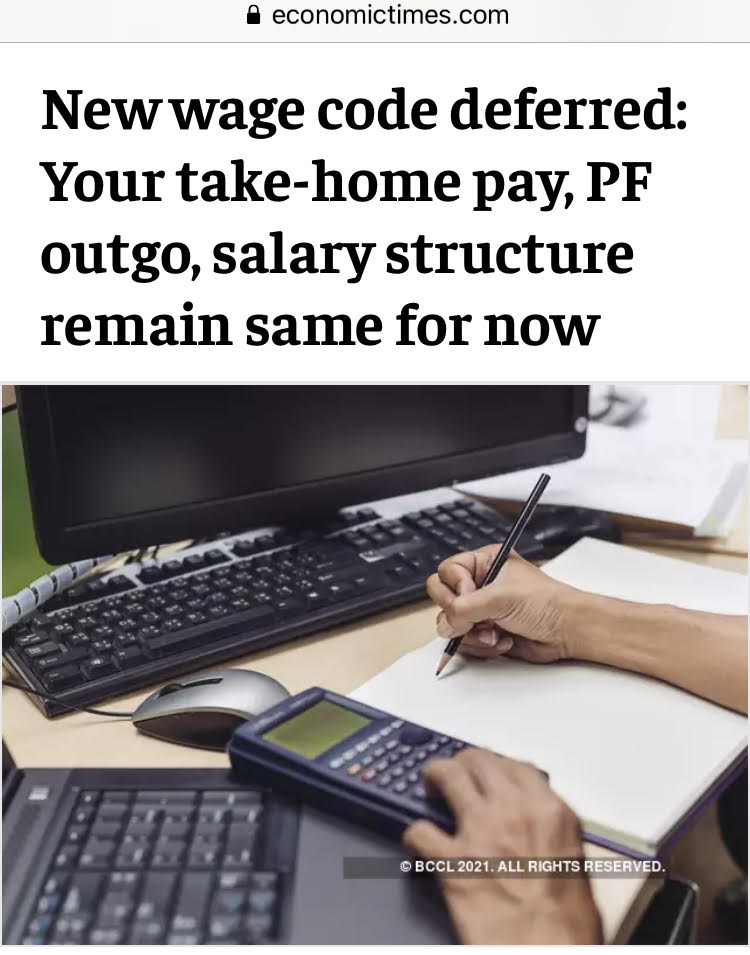 economictimes.com
New wage code deferred:
Your take-home pay, PF
outgo, salary structure
remain same for now
© BCCL 2021. ALL RIGHTS RESERVED.